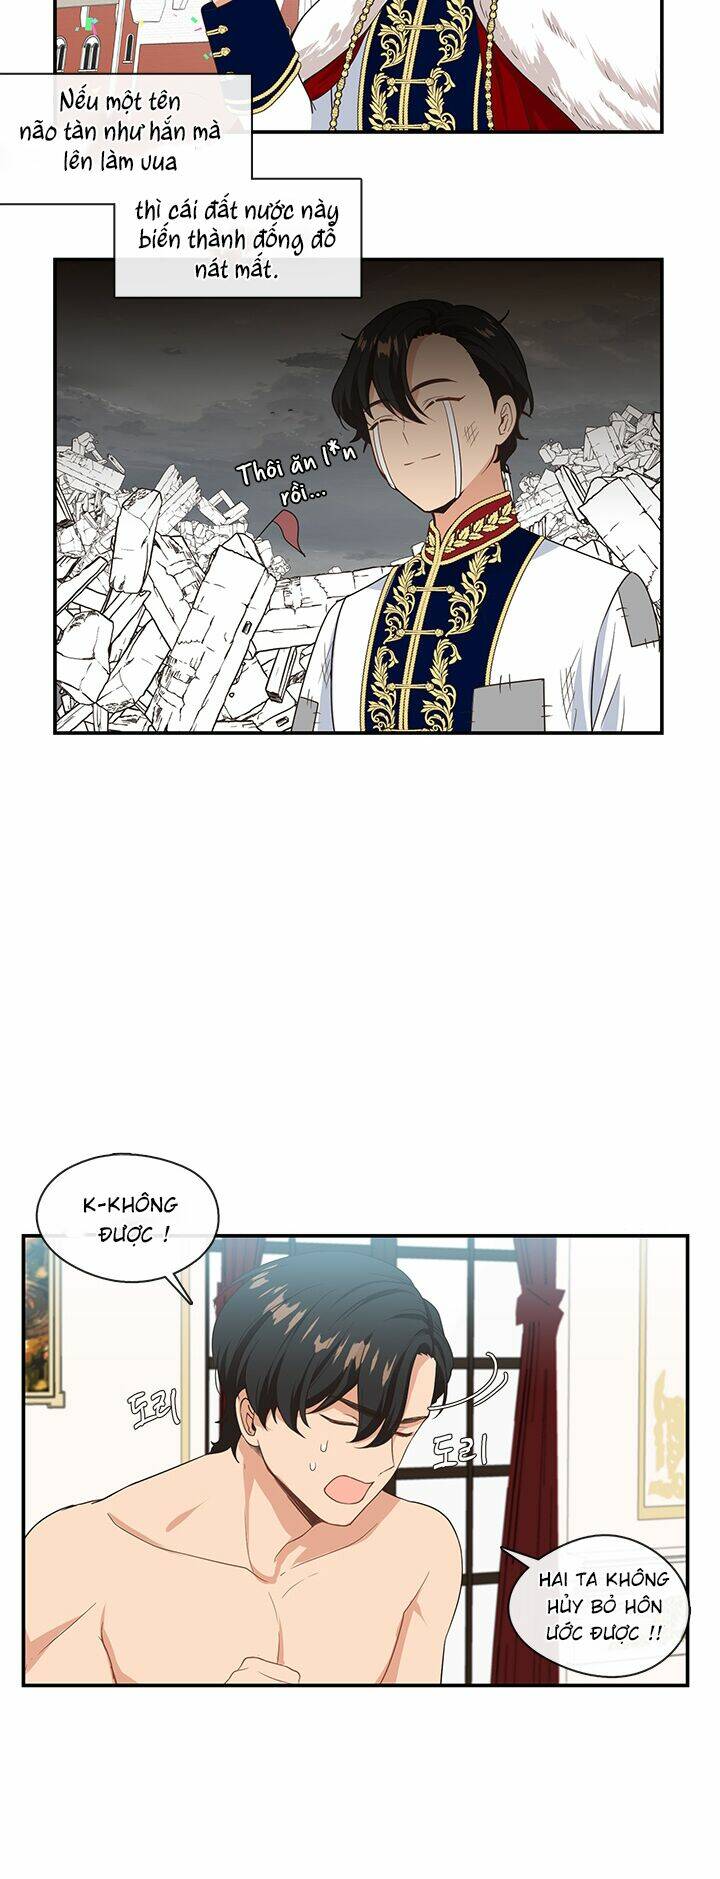 Nếu một tên
não tàn như hắn mà
lên làm vua
thì cái đất nước này
biến thành đống đổ
nát mất.
Thôi ăn l*n
rồi...
K-KHÔNG
ĐƯỢC !
도리
도리
HAI TA KHÔNG
HỦY BỎ HÔN
ƯỚC ĐƯỢC !!